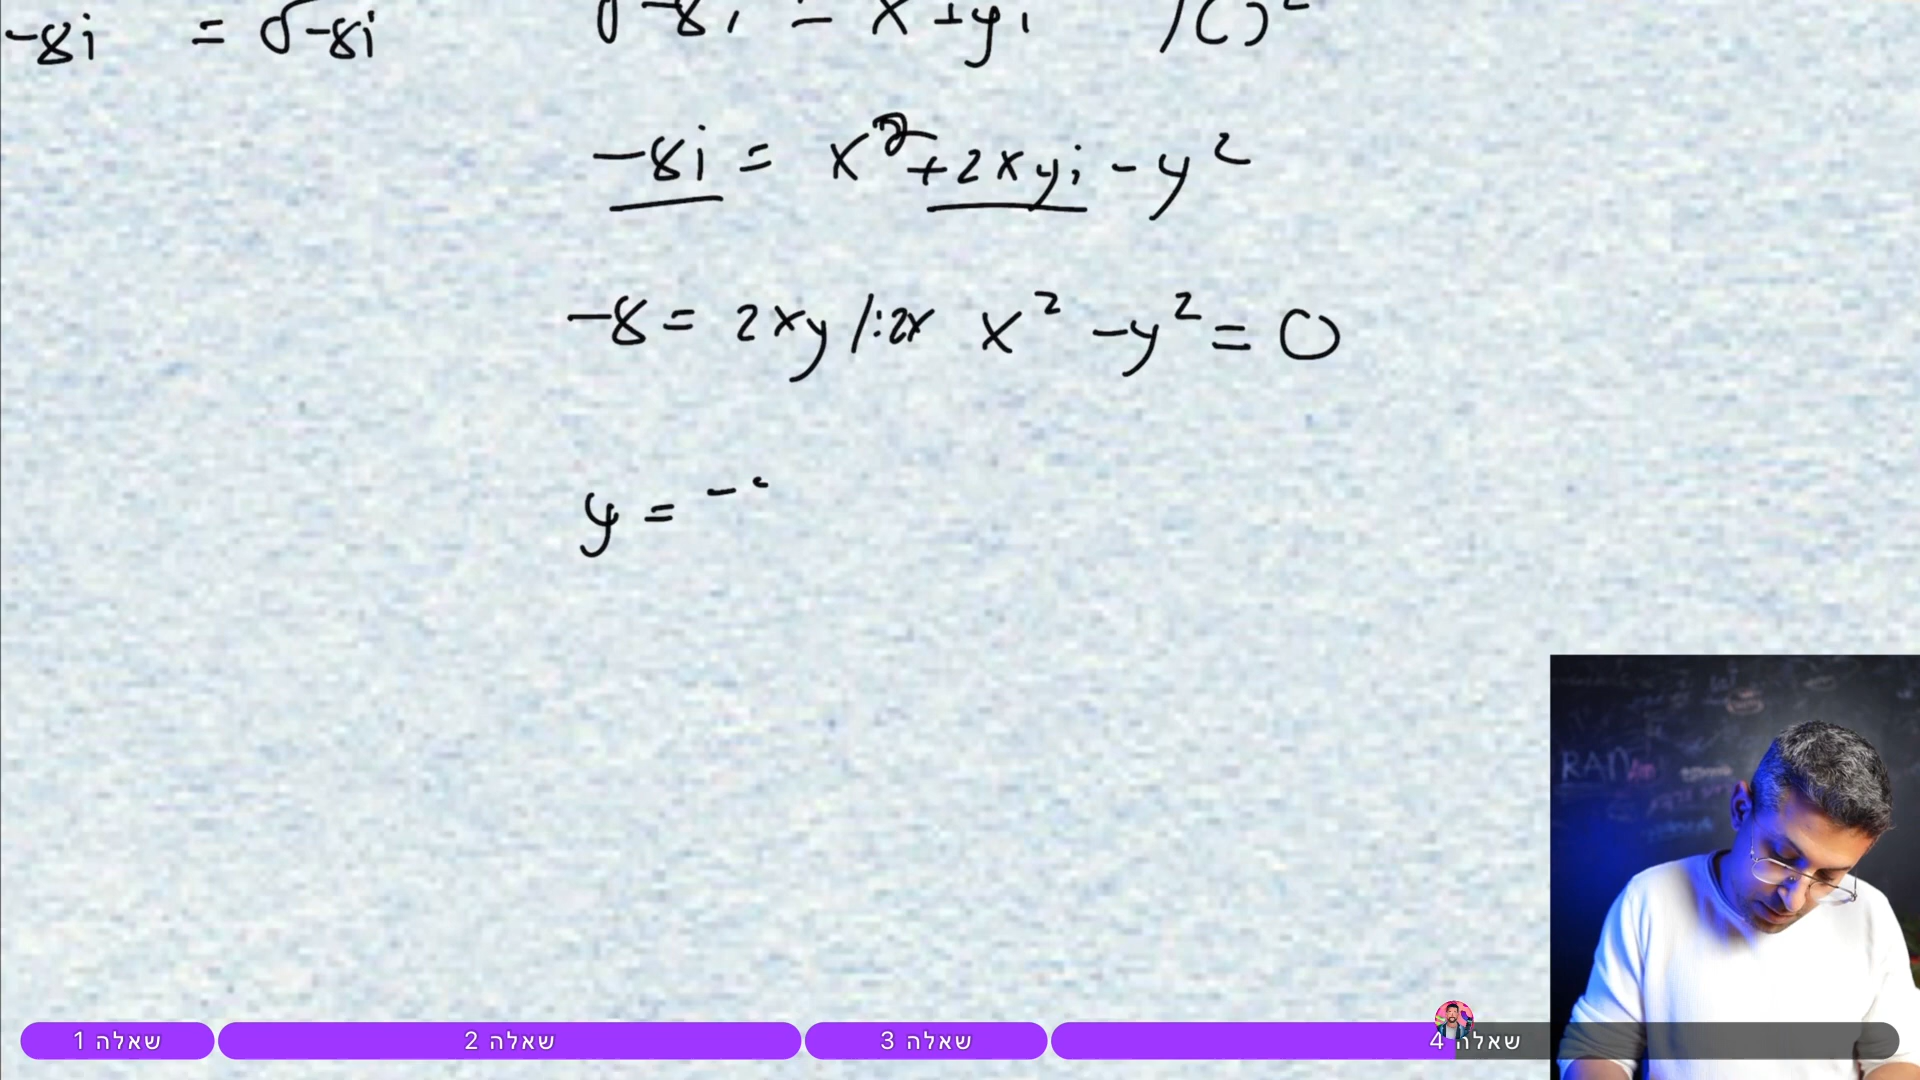 -8i = √-8i √-8i = x+yi /()²
-8i = x²+2xyi-y²
-8 = 2xy /:2x x²-y²=0
y = -
RAN
שאלה 1 שאלה 2 שאלה 3 שאלה 4